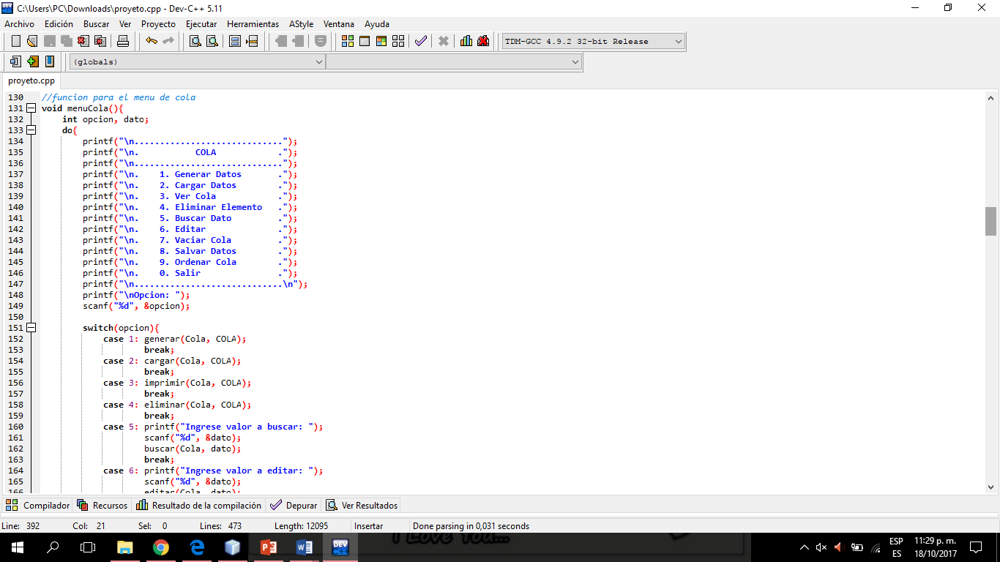 C:\Users\PC\Downloads\proyeto.cpp - Dev-C++ 5.11
Archivo Edición Buscar Ver Proyecto Ejecutar Herramientas AStyle Ventana Ayuda
TDM-GCC 4.9.2 32-bit Release
(globals)
proyeto.cpp
130 //funcion para el menu de cola
131 void menuCola(){
132     int opcion, dato;
133     do{
134         printf("\n.............................");
135         printf("\n.           COLA            .");
136         printf("\n.............................");
137         printf("\n.    1. Generar Datos       .");
138         printf("\n.    2. Cargar Datos        .");
139         printf("\n.    3. Ver Cola            .");
140         printf("\n.    4. Eliminar Elemento   .");
141         printf("\n.    5. Buscar Dato         .");
142         printf("\n.    6. Editar              .");
143         printf("\n.    7. Vaciar Cola         .");
144         printf("\n.    8. Salvar Datos        .");
145         printf("\n.    9. Ordenar Cola        .");
146         printf("\n.    0. Salir               .");
147         printf("\n.............................\n");
148         printf("\nOpcion: ");
149         scanf("%d", &opcion);
150
151         switch(opcion){
152             case 1: generar(Cola, COLA);
153                     break;
154             case 2: cargar(Cola, COLA);
155                     break;
156             case 3: imprimir(Cola, COLA);
157                     break;
158             case 4: eliminar(Cola, COLA);
159                     break;
160             case 5: printf("Ingrese valor a buscar: ");
161                     scanf("%d", &dato);
162                     buscar(Cola, dato);
163                     break;
164             case 6: printf("Ingrese valor a editar: ");
165                     scanf("%d", &dato);
166                     editar(Cola, dato);
Compilador Recursos Resultado de la compilación Depurar Ver Resultados
Line: 392 Col: 21 Sel: 0 Lines: 473 Length: 12095 Insertar Done parsing in 0,031 seconds
I Love You...
DEV C++
ESP 11:29 p. m.
ES 18/10/2017